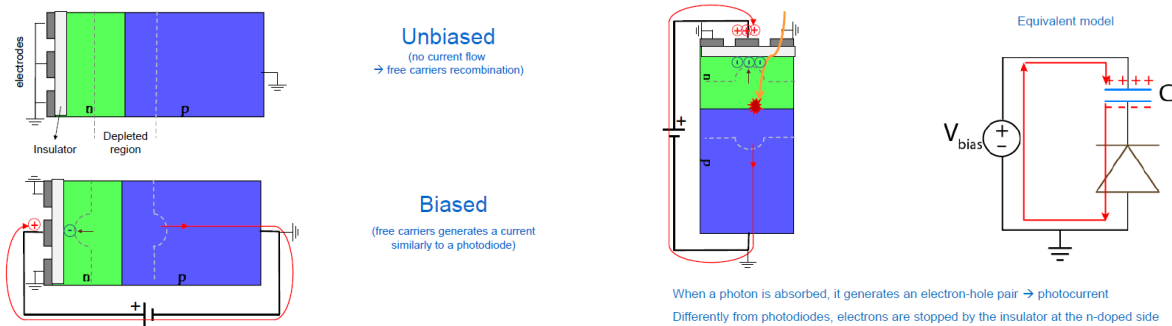 electrodes
n
p
Insulator
Depleted
region
Unbiased
(no current flow
→ free carriers recombination)
+
-
n
p
+
Biased
(free carriers generates a current
similarly to a photodiode)
+ + +
- - -
n
p
+
Equivalent model
V bias
+
-
+ + + +
- - - -
C
When a photon is absorbed, it generates an electron-hole pair → photocurrent
Differently from photodiodes, electrons are stopped by the insulator at the n-doped side